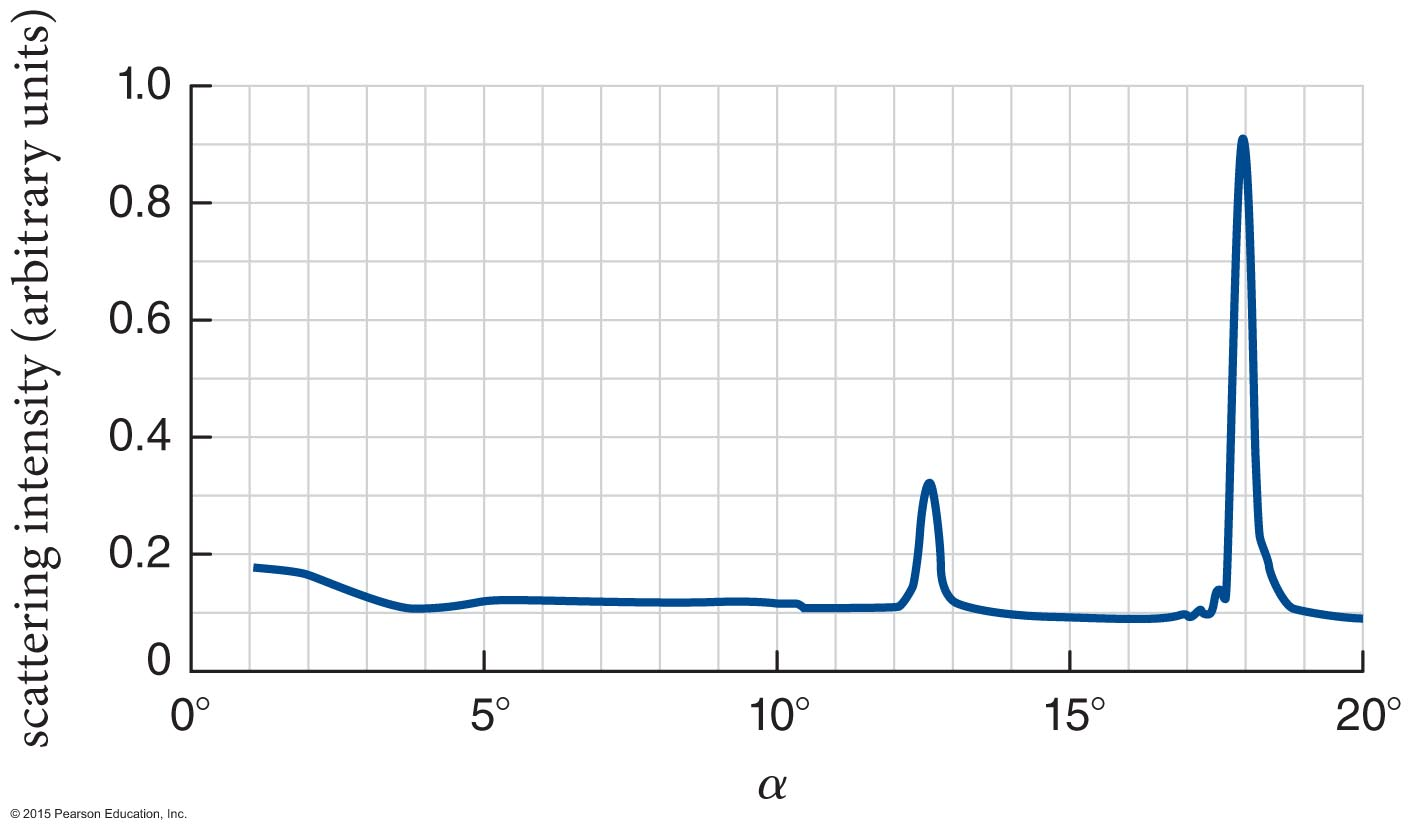 scattering intensity (arbitrary units)
1.0
0.8
0.6
0.4
0.2
0
0° 5° 10° 15° 20°
α
© 2015 Pearson Education, Inc.